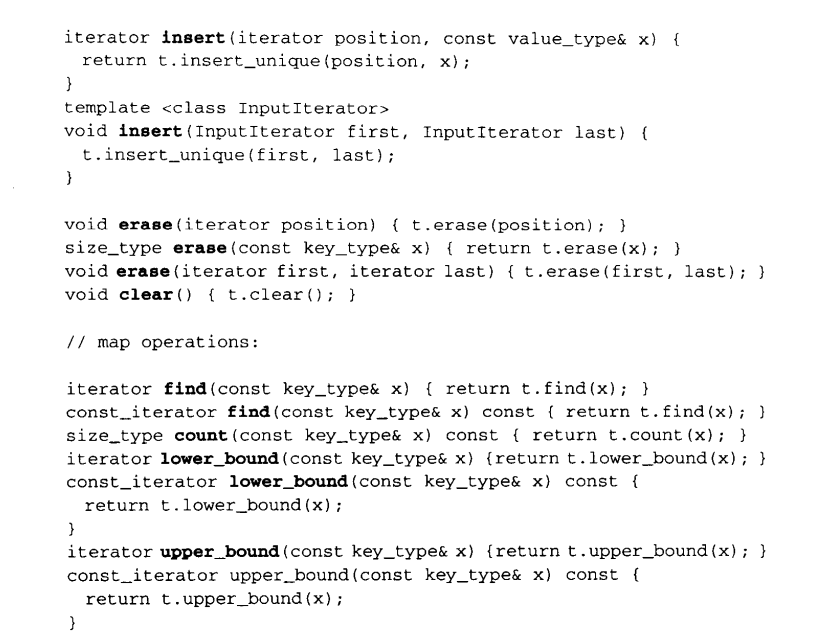 iterator insert(iterator position, const value_type& x) {
  return t.insert_unique(position, x);
}
template <class InputIterator>
void insert(InputIterator first, InputIterator last) {
  t.insert_unique(first, last);
}

void erase(iterator position) { t.erase(position); }
size_type erase(const key_type& x) { return t.erase(x); }
void erase(iterator first, iterator last) { t.erase(first, last); }
void clear() { t.clear(); }

// map operations:

iterator find(const key_type& x) { return t.find(x); }
const_iterator find(const key_type& x) const { return t.find(x); }
size_type count(const key_type& x) const { return t.count(x); }
iterator lower_bound(const key_type& x) {return t.lower_bound(x); }
const_iterator lower_bound(const key_type& x) const {
  return t.lower_bound(x);
}
iterator upper_bound(const key_type& x) {return t.upper_bound(x); }
const_iterator upper_bound(const key_type& x) const {
  return t.upper_bound(x);
}